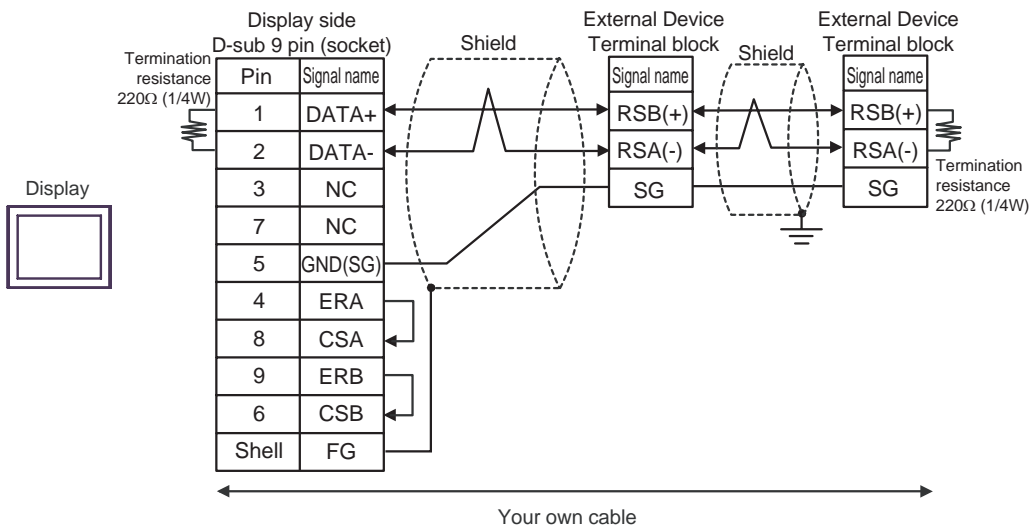 Display side
D-sub 9 pin (socket)
Shield
External Device
Terminal block
Shield
External Device
Terminal block
Termination
resistance
220Ω (1/4W)
Pin Signal name
1 DATA+
2 DATA-
3 NC
7 NC
5 GND(SG)
4 ERA
8 CSA
9 ERB
6 CSB
Shell FG
Signal name
RSB(+)
RSA(-)
SG
Signal name
RSB(+)
RSA(-)
SG
Termination
resistance
220Ω (1/4W)
Display
Your own cable